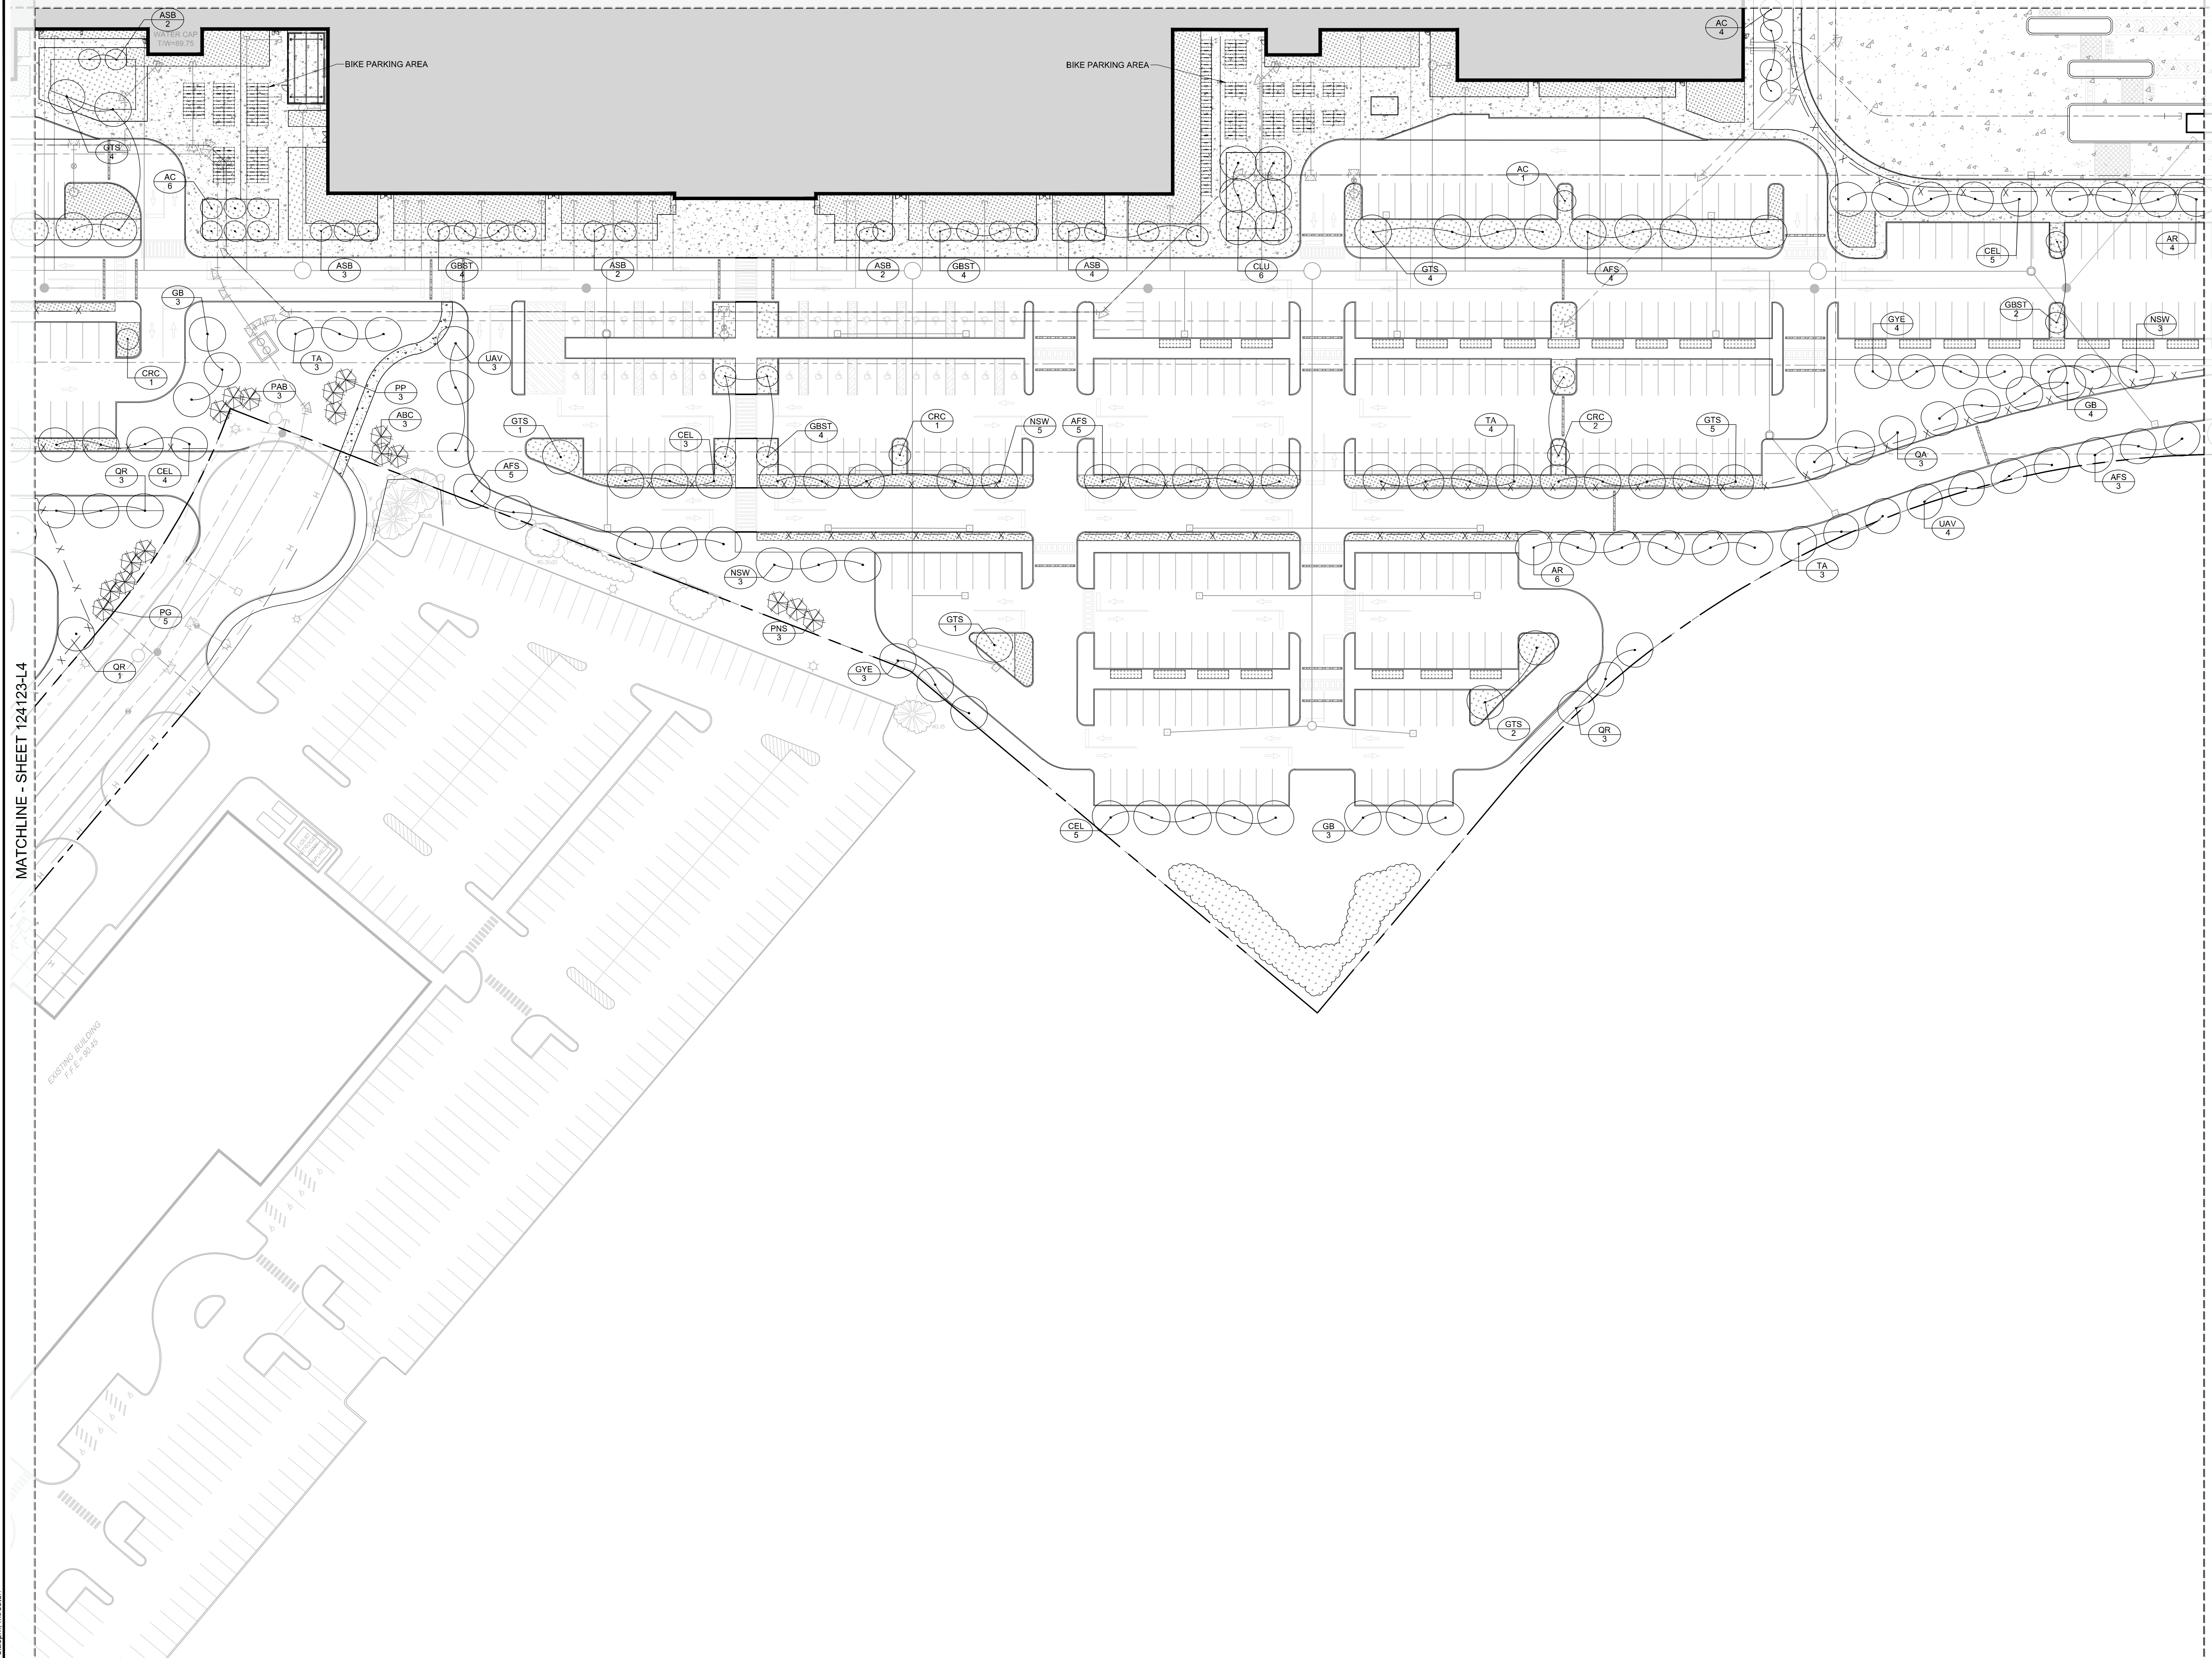 ASB
2
WATER CAP
T/W=89.75
BIKE PARKING AREA
BIKE PARKING AREA
AC
4
GTS
4
AC
6
AC
1
ASB
3
GBST
4
ASB
2
ASB
2
GBST
4
ASB
4
CLU
6
GTS
4
AFS
4
CEL
5
AR
4
GB
3
TA
3
UAV
3
CRC
1
PAB
3
PP
3
ABC
3
GYE
4
GBST
2
NSW
3
GB
4
GTS
1
CEL
3
GBST
4
CRC
1
NSW
5
AFS
5
TA
4
CRC
2
GTS
5
QA
3
AFS
3
QR
3
CEL
4
AFS
5
UAV
4
NSW
3
AR
6
TA
3
PG
5
PNS
3
GTS
1
QR
1
GYE
3
GTS
2
QR
3
CEL
5
GB
3
MATCHLINE - SHEET 124123-L4
EXISTING BUILDING
F.F.E = 90.45